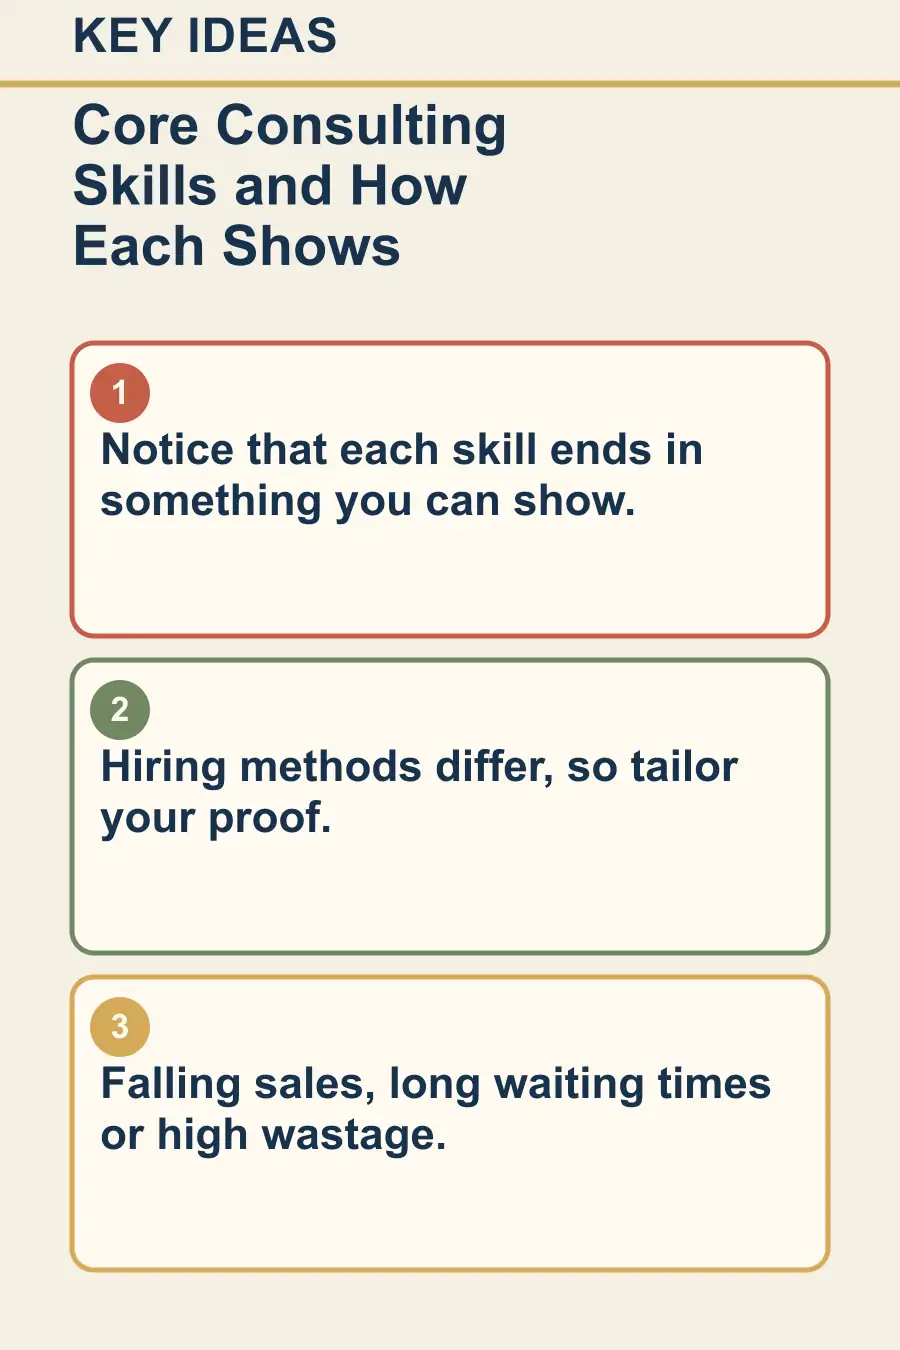 KEY IDEAS
Core Consulting
Skills and How
Each Shows
1
Notice that each skill ends in
something you can show.
2
Hiring methods differ, so tailor
your proof.
3
Falling sales, long waiting times
or high wastage.